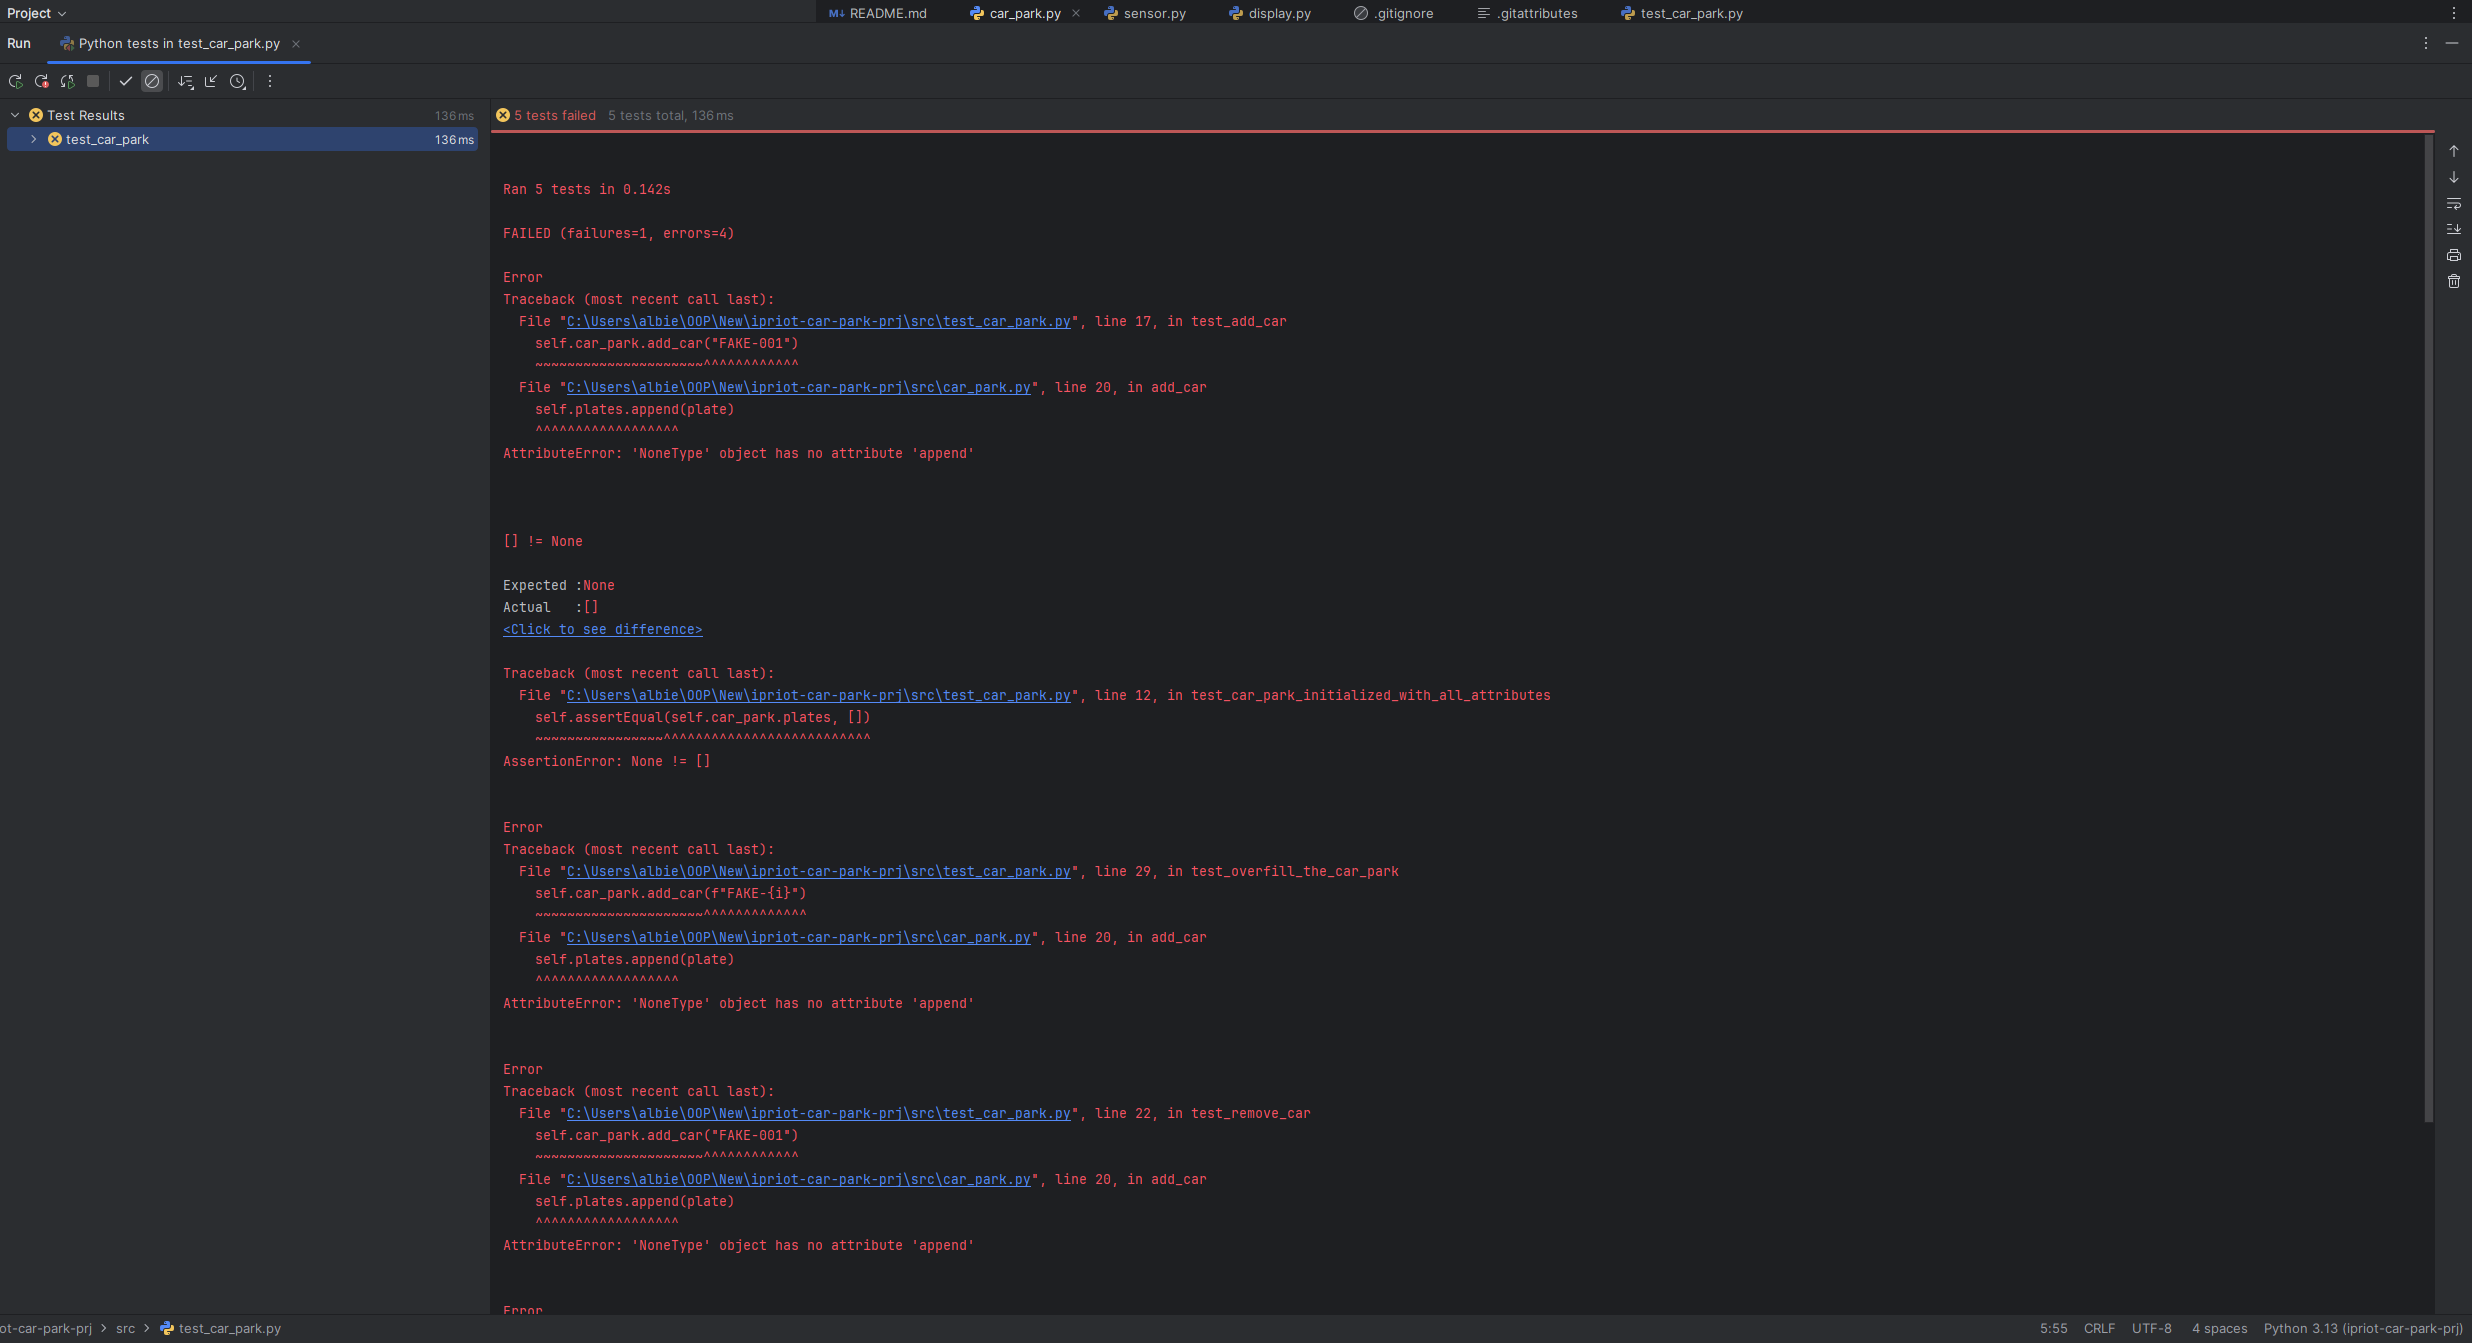 Project
README.md
car_park.py
sensor.py
display.py
.gitignore
.gitattributes
test_car_park.py
Run
Python tests in test_car_park.py
Test Results 136 ms
test_car_park 136 ms
5 tests failed 5 tests total, 136 ms
Ran 5 tests in 0.142s
FAILED (failures=1, errors=4)
Error
Traceback (most recent call last):
  File "C:\Users\albie\OOP\New\ipriot-car-park-prj\src\test_car_park.py", line 17, in test_add_car
    self.car_park.add_car("FAKE-001")
    ~~~~~~~~~~~~~~~~~~~~~^^^^^^^^^^^^
  File "C:\Users\albie\OOP\New\ipriot-car-park-prj\src\car_park.py", line 20, in add_car
    self.plates.append(plate)
    ^^^^^^^^^^^^^^^^^^
AttributeError: 'NoneType' object has no attribute 'append'
[] != None
Expected :None
Actual   :[]
<Click to see difference>
Traceback (most recent call last):
  File "C:\Users\albie\OOP\New\ipriot-car-park-prj\src\test_car_park.py", line 12, in test_car_park_initialized_with_all_attributes
    self.assertEqual(self.car_park.plates, [])
    ~~~~~~~~~~~~~~~~^^^^^^^^^^^^^^^^^^^^^^^^^^
AssertionError: None != []
Error
Traceback (most recent call last):
  File "C:\Users\albie\OOP\New\ipriot-car-park-prj\src\test_car_park.py", line 29, in test_overfill_the_car_park
    self.car_park.add_car(f"FAKE-{i}")
    ~~~~~~~~~~~~~~~~~~~~~^^^^^^^^^^^^^
  File "C:\Users\albie\OOP\New\ipriot-car-park-prj\src\car_park.py", line 20, in add_car
    self.plates.append(plate)
    ^^^^^^^^^^^^^^^^^^
AttributeError: 'NoneType' object has no attribute 'append'
Error
Traceback (most recent call last):
  File "C:\Users\albie\OOP\New\ipriot-car-park-prj\src\test_car_park.py", line 22, in test_remove_car
    self.car_park.add_car("FAKE-001")
    ~~~~~~~~~~~~~~~~~~~~~^^^^^^^^^^^^
  File "C:\Users\albie\OOP\New\ipriot-car-park-prj\src\car_park.py", line 20, in add_car
    self.plates.append(plate)
    ^^^^^^^^^^^^^^^^^^
AttributeError: 'NoneType' object has no attribute 'append'
Error
ot-car-park-prj > src > test_car_park.py
5:55 CRLF UTF-8 4 spaces Python 3.13 (ipriot-car-park-prj)